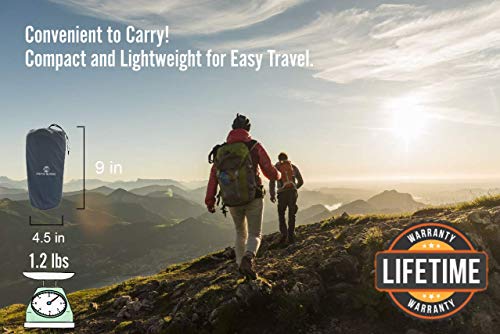 Convenient to Carry!
Compact and Lightweight for Easy Travel.
9 in
4.5 in
1.2 lbs
WARRANTY
LIFETIME
WARRANTY